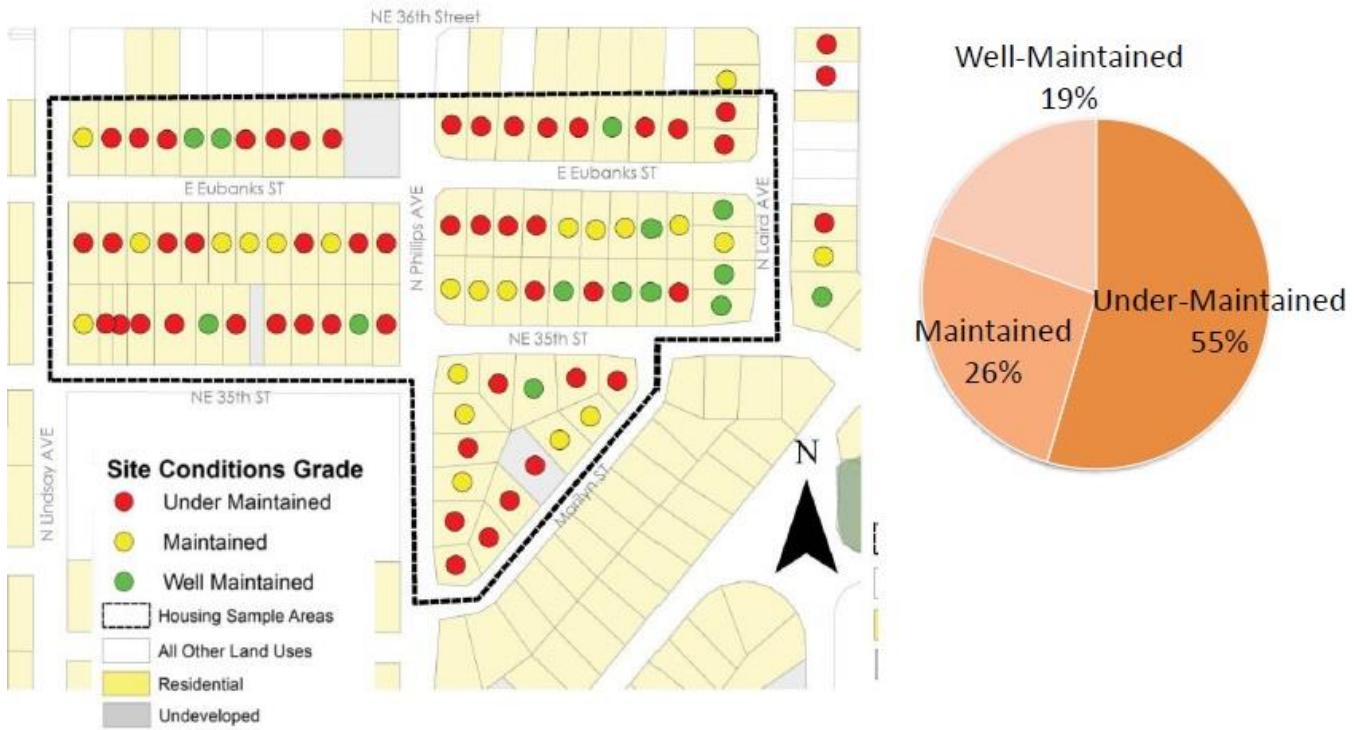 NE 36th Street
E Eubanks ST
E Eubanks ST
N Phillips AVE
N Laird AVE
NE 35th ST
NE 35th ST
N Lindsay AVE
Marilyn ST
N
Site Conditions Grade
Under Maintained
Maintained
Well Maintained
Housing Sample Areas
All Other Land Uses
Residential
Undeveloped
Well-Maintained
19%
Under-Maintained
55%
Maintained
26%